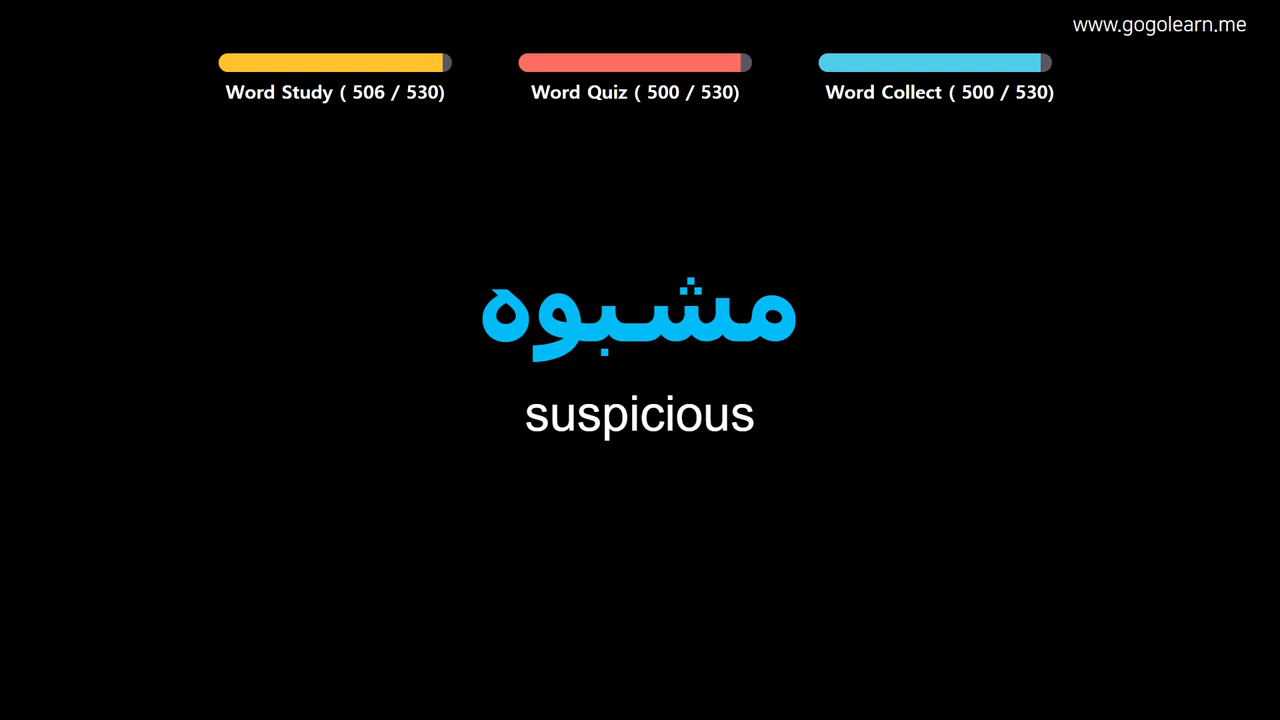 www.gogolearn.me
Word Study ( 506 / 530)
Word Quiz ( 500 / 530)
Word Collect ( 500 / 530)
مشبوه
suspicious